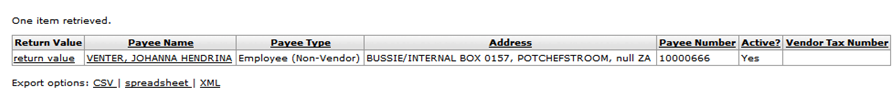 One item retrieved.
Return Value Payee Name Payee Type Address Payee Number Active? Vendor Tax Number
return value VENTER, JOHANNA HENDRINA Employee (Non-Vendor) BUSSIE/INTERNAL BOX 0157, POTCHEFSTROOM, null ZA 10000666 Yes
Export options: CSV | spreadsheet | XML